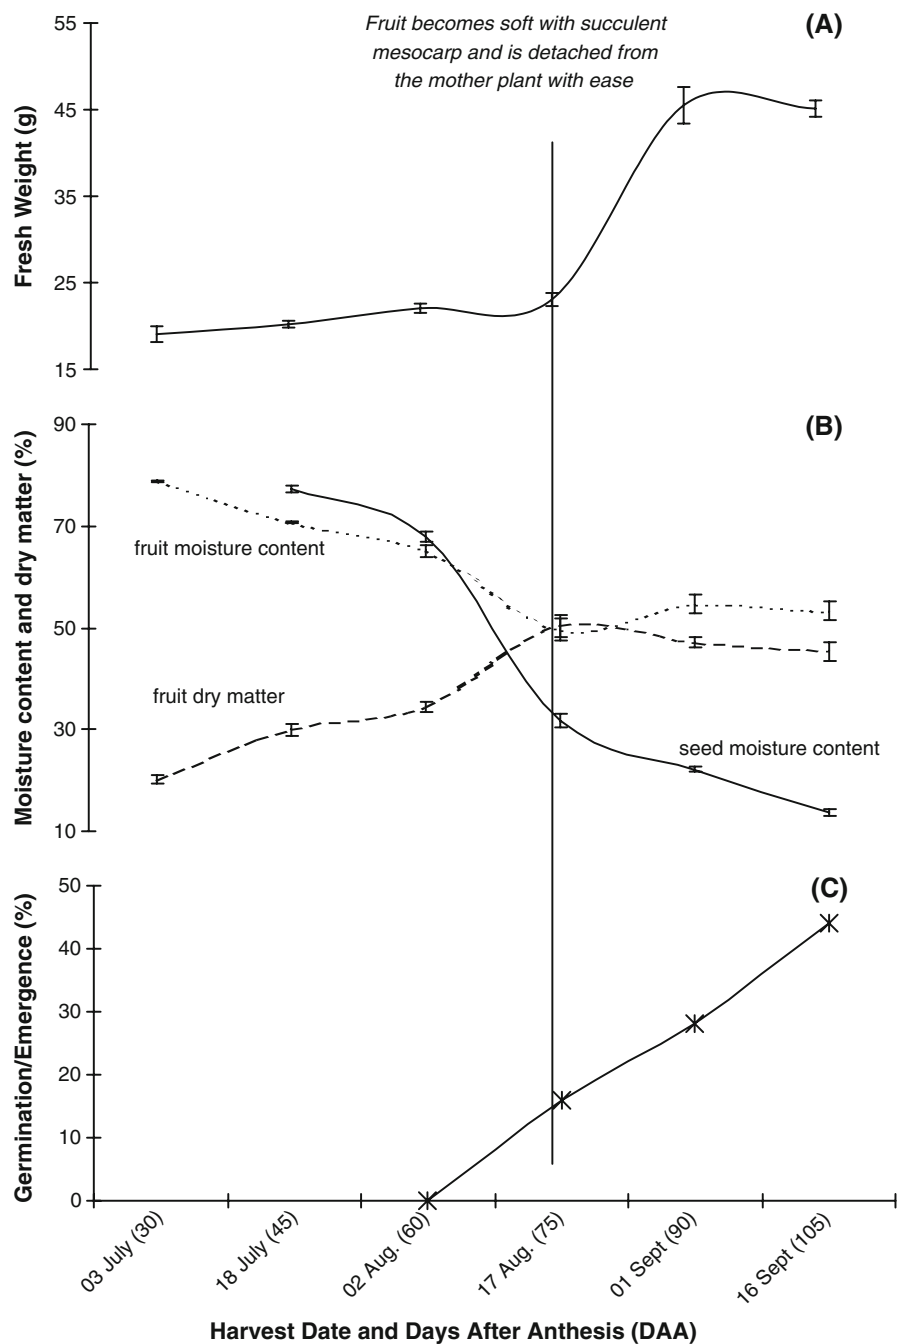 Fruit becomes soft with succulent
mesocarp and is detached from
the mother plant with ease
(A)
Fresh Weight (g)
55
45
35
25
15
(B)
Moisture content and dry matter (%)
90
70
50
30
10
fruit moisture content
fruit dry matter
seed moisture content
(C)
Germination/Emergence (%)
50
40
30
20
10
0
03 July (30)
18 July (45)
02 Aug. (60)
17 Aug. (75)
01 Sept (90)
16 Sept (105)
Harvest Date and Days After Anthesis (DAA)